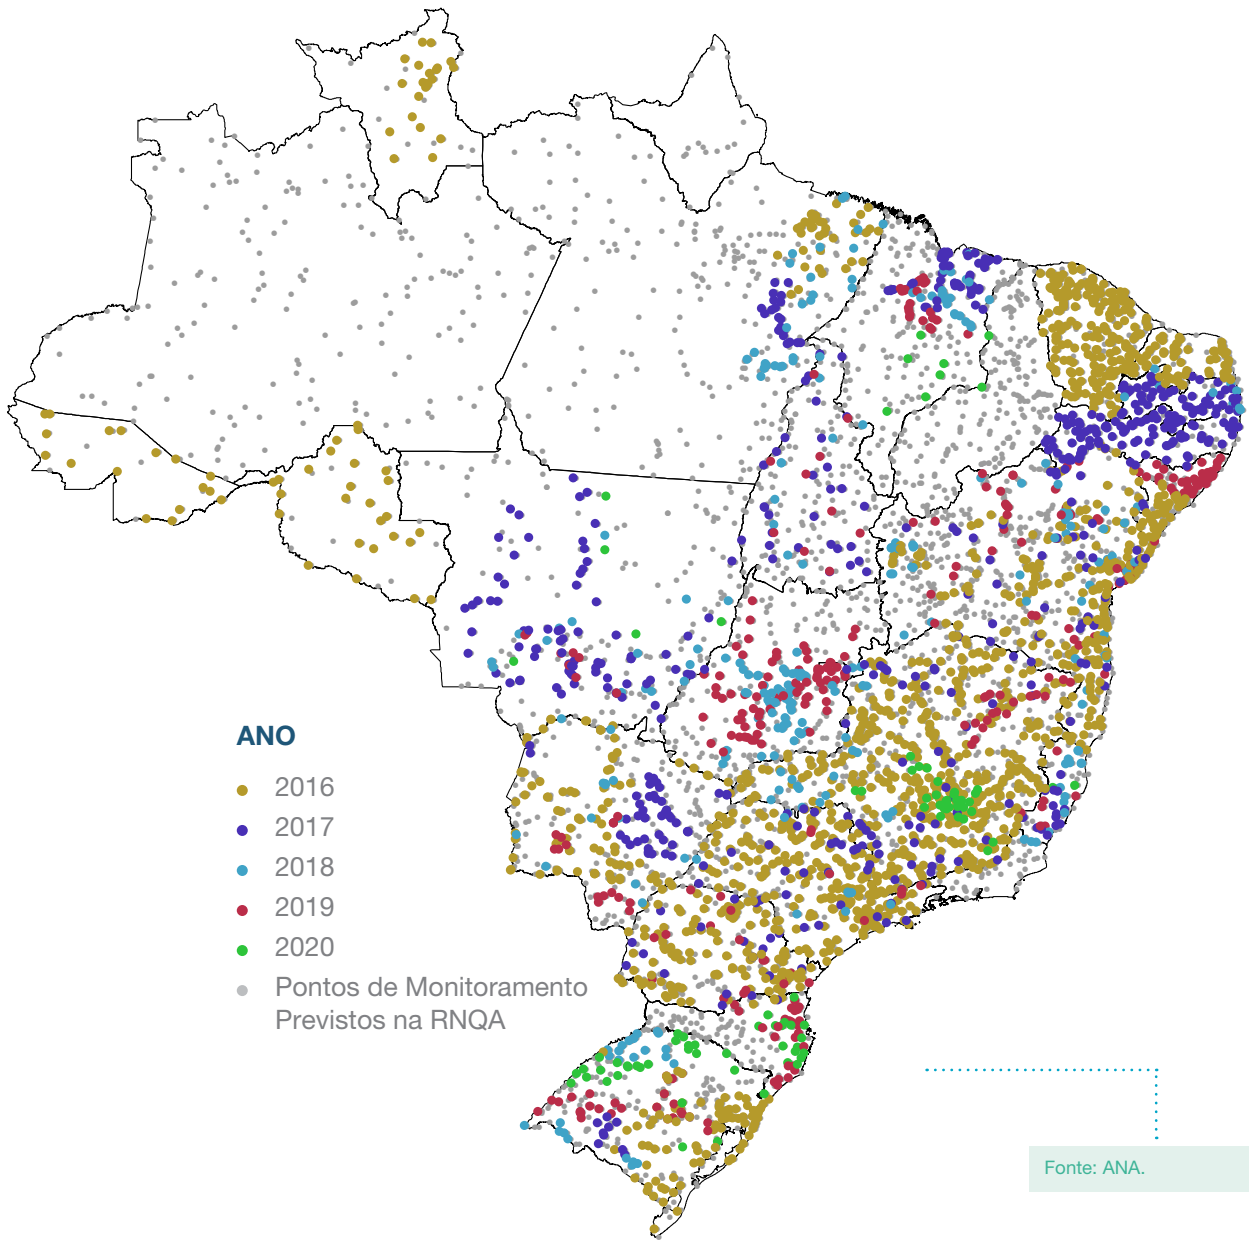 ANO
2016
2017
2018
2019
2020
Pontos de Monitoramento
Previstos na RNQA
Fonte: ANA.